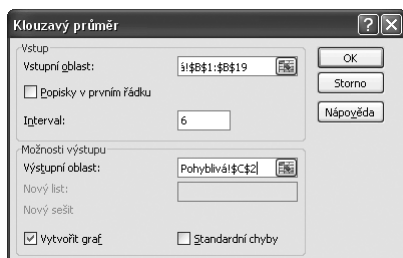 Klouzavý průměr
Vstup
Vstupní oblast:
á!$B$1:$B$19
OK
Popisky v prvním řádku
Storno
Interval:
6
Nápověda
Možnosti výstupu
Výstupní oblast:
Pohyblivá!$C$2
Nový list:
Nový sešit
Vytvořit graf
Standardní chyby